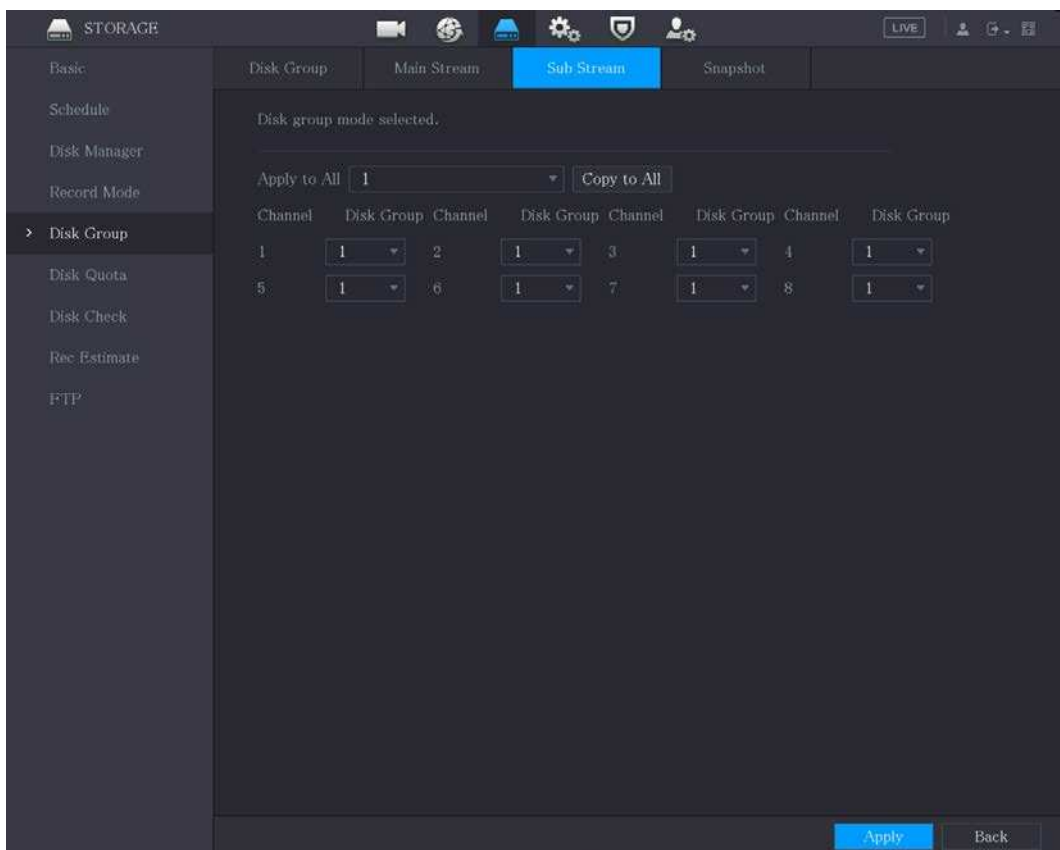 STORAGE LIVE
Basic
Schedule
Disk Manager
Record Mode
> Disk Group
Disk Quota
Disk Check
Rec Estimate
FTP
Disk Group Main Stream Sub Stream Snapshot
Disk group mode selected.
Apply to All 1 Copy to All
Channel Disk Group Channel Disk Group Channel Disk Group Channel Disk Group
1 1 2 1 3 1 4 1
5 1 6 1 7 1 8 1
Apply Back